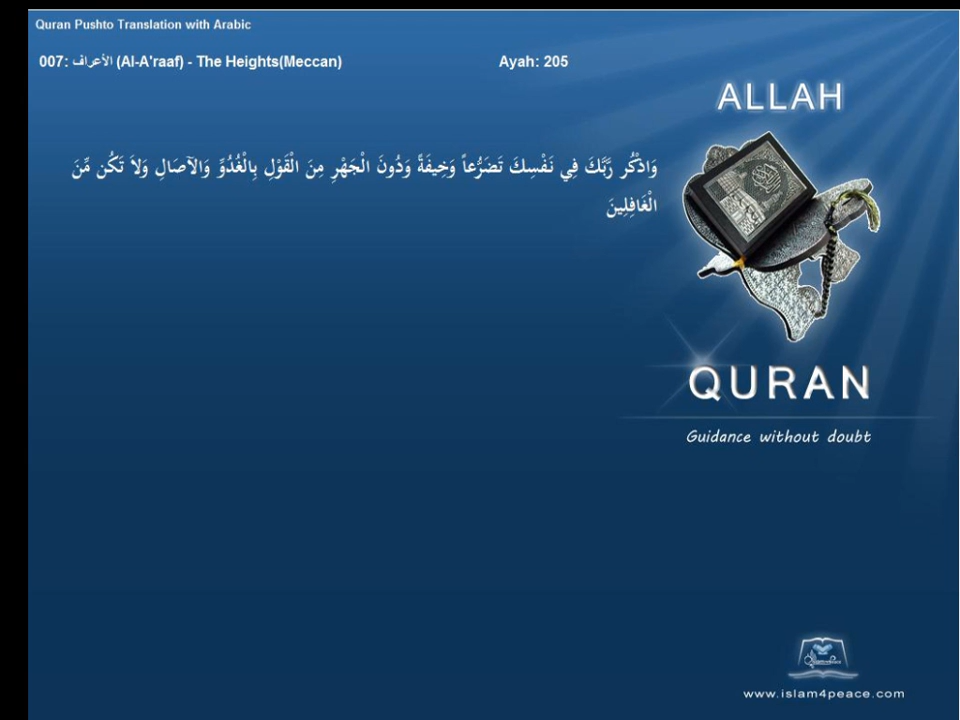 Quran Pushto Translation with Arabic
007: الأعراف (Al-A'raaf) - The Heights(Meccan) Ayah: 205
ALLAH
وَاذْكُر رَّبَّكَ فِي نَفْسِكَ تَضَرُّعاً وَخِيفَةً وَدُونَ الْجَهْرِ مِنَ الْقَوْلِ بِالْغُدُوِّ وَالآصَالِ وَلاَ تَكُن مِّنَ
الْغَافِلِينَ
QURAN
Guidance without doubt
www.islam4peace.com